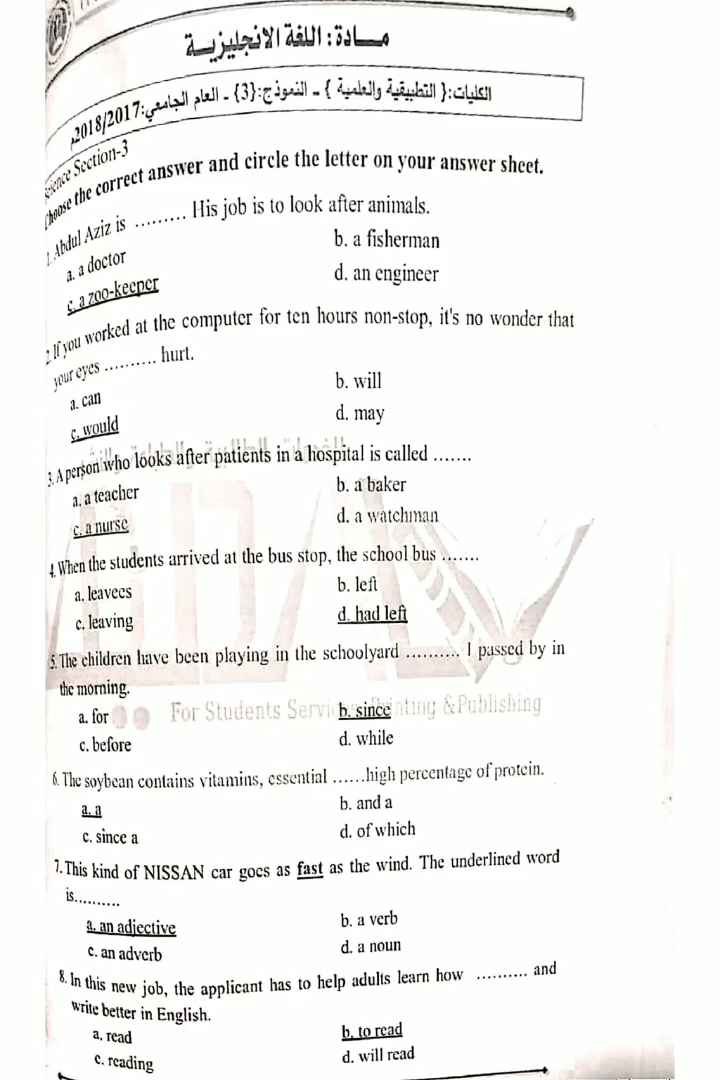 مــادة: اللغة الانجليزيــة
الكليات:{ التطبيقية والعلمية } - النموذج:{3} - العام الجامعي:2018/2017م
Science Section-3
Choose the correct answer and circle the letter on your answer sheet.
1. Abdul Aziz is ......... His job is to look after animals.
a. a doctor b. a fisherman
c. a zoo-keeper d. an engineer
2. If you worked at the computer for ten hours non-stop, it's no wonder that
your eyes .......... hurt.
a. can b. will
c. would d. may
3. A person who looks after patients in a hospital is called .......
a. a teacher b. a baker
c. a nurse d. a watchman
4. When the students arrived at the bus stop, the school bus .......
a. leavees b. left
c. leaving d. had left
5. The children have been playing in the schoolyard .......... I passed by in
the morning.
For Students Services Printing &Publishing
a. for b. since
c. before d. while
6. The soybean contains vitamins, essential ......high percentage of protein.
a. a b. and a
c. since a d. of which
7. This kind of NISSAN car goes as fast as the wind. The underlined word
is..........
a. an adjective b. a verb
c. an adverb d. a noun
8. In this new job, the applicant has to help adults learn how .......... and
write better in English.
a. read b. to read
c. reading d. will read